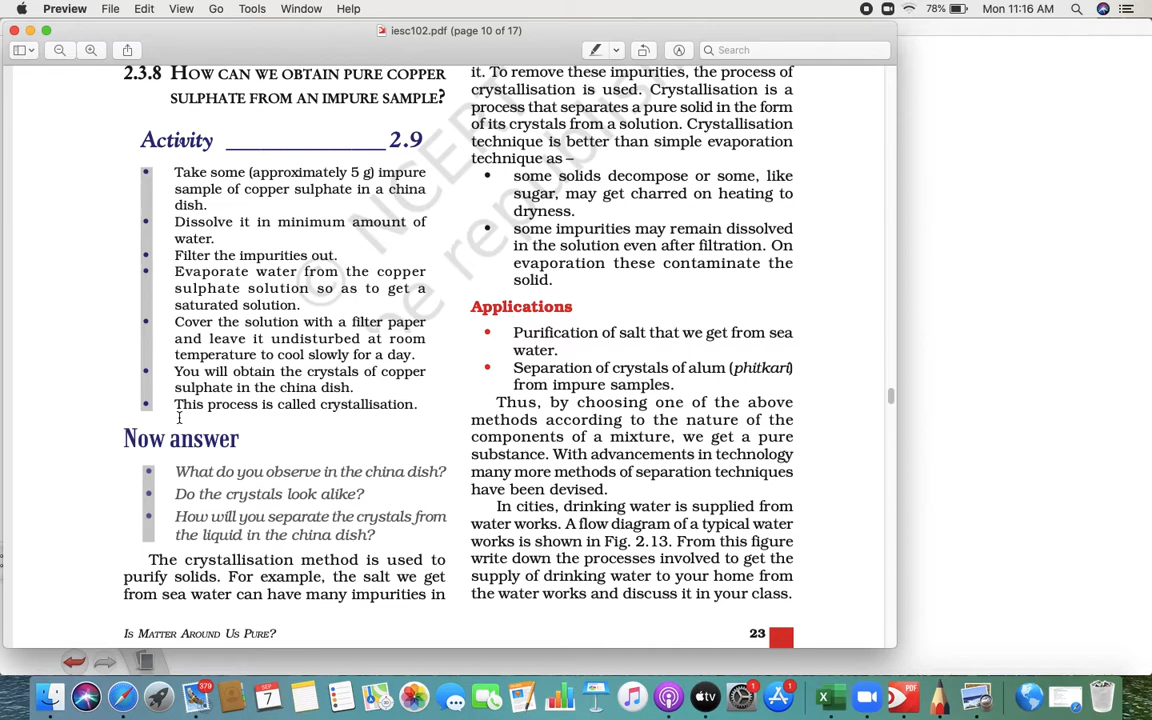 Preview File Edit View Go Tools Window Help 78% Mon 11:16 AM
iesc102.pdf (page 10 of 17)
Search
2.3.8 HOW CAN WE OBTAIN PURE COPPER
SULPHATE FROM AN IMPURE SAMPLE?
Activity ________________ 2.9
• Take some (approximately 5 g) impure
sample of copper sulphate in a china
dish.
• Dissolve it in minimum amount of
water.
• Filter the impurities out.
• Evaporate water from the copper
sulphate solution so as to get a
saturated solution.
• Cover the solution with a filter paper
and leave it undisturbed at room
temperature to cool slowly for a day.
• You will obtain the crystals of copper
sulphate in the china dish.
• This process is called crystallisation.
Now answer
• What do you observe in the china dish?
• Do the crystals look alike?
• How will you separate the crystals from
the liquid in the china dish?
The crystallisation method is used to
purify solids. For example, the salt we get
from sea water can have many impurities in
it. To remove these impurities, the process of
crystallisation is used. Crystallisation is a
process that separates a pure solid in the form
of its crystals from a solution. Crystallisation
technique is better than simple evaporation
technique as –
• some solids decompose or some, like
sugar, may get charred on heating to
dryness.
• some impurities may remain dissolved
in the solution even after filtration. On
evaporation these contaminate the
solid.
Applications
• Purification of salt that we get from sea
water.
• Separation of crystals of alum (phitkari)
from impure samples.
Thus, by choosing one of the above
methods according to the nature of the
components of a mixture, we get a pure
substance. With advancements in technology
many more methods of separation techniques
have been devised.
In cities, drinking water is supplied from
water works. A flow diagram of a typical water
works is shown in Fig. 2.13. From this figure
write down the processes involved to get the
supply of drinking water to your home from
the water works and discuss it in your class.
IS MATTER AROUND US PURE? 23
© NCERT
be republis
379
SEP
7
1
1
tv
PDF